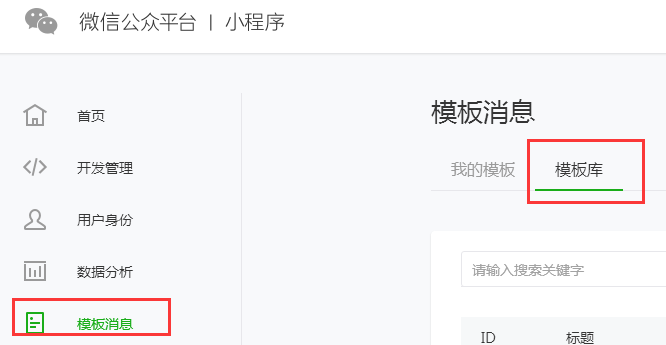 微信公众平台 | 小程序
首页
开发管理
用户身份
数据分析
模板消息
模板消息
我的模板 模板库
请输入搜索关键字
ID 标题